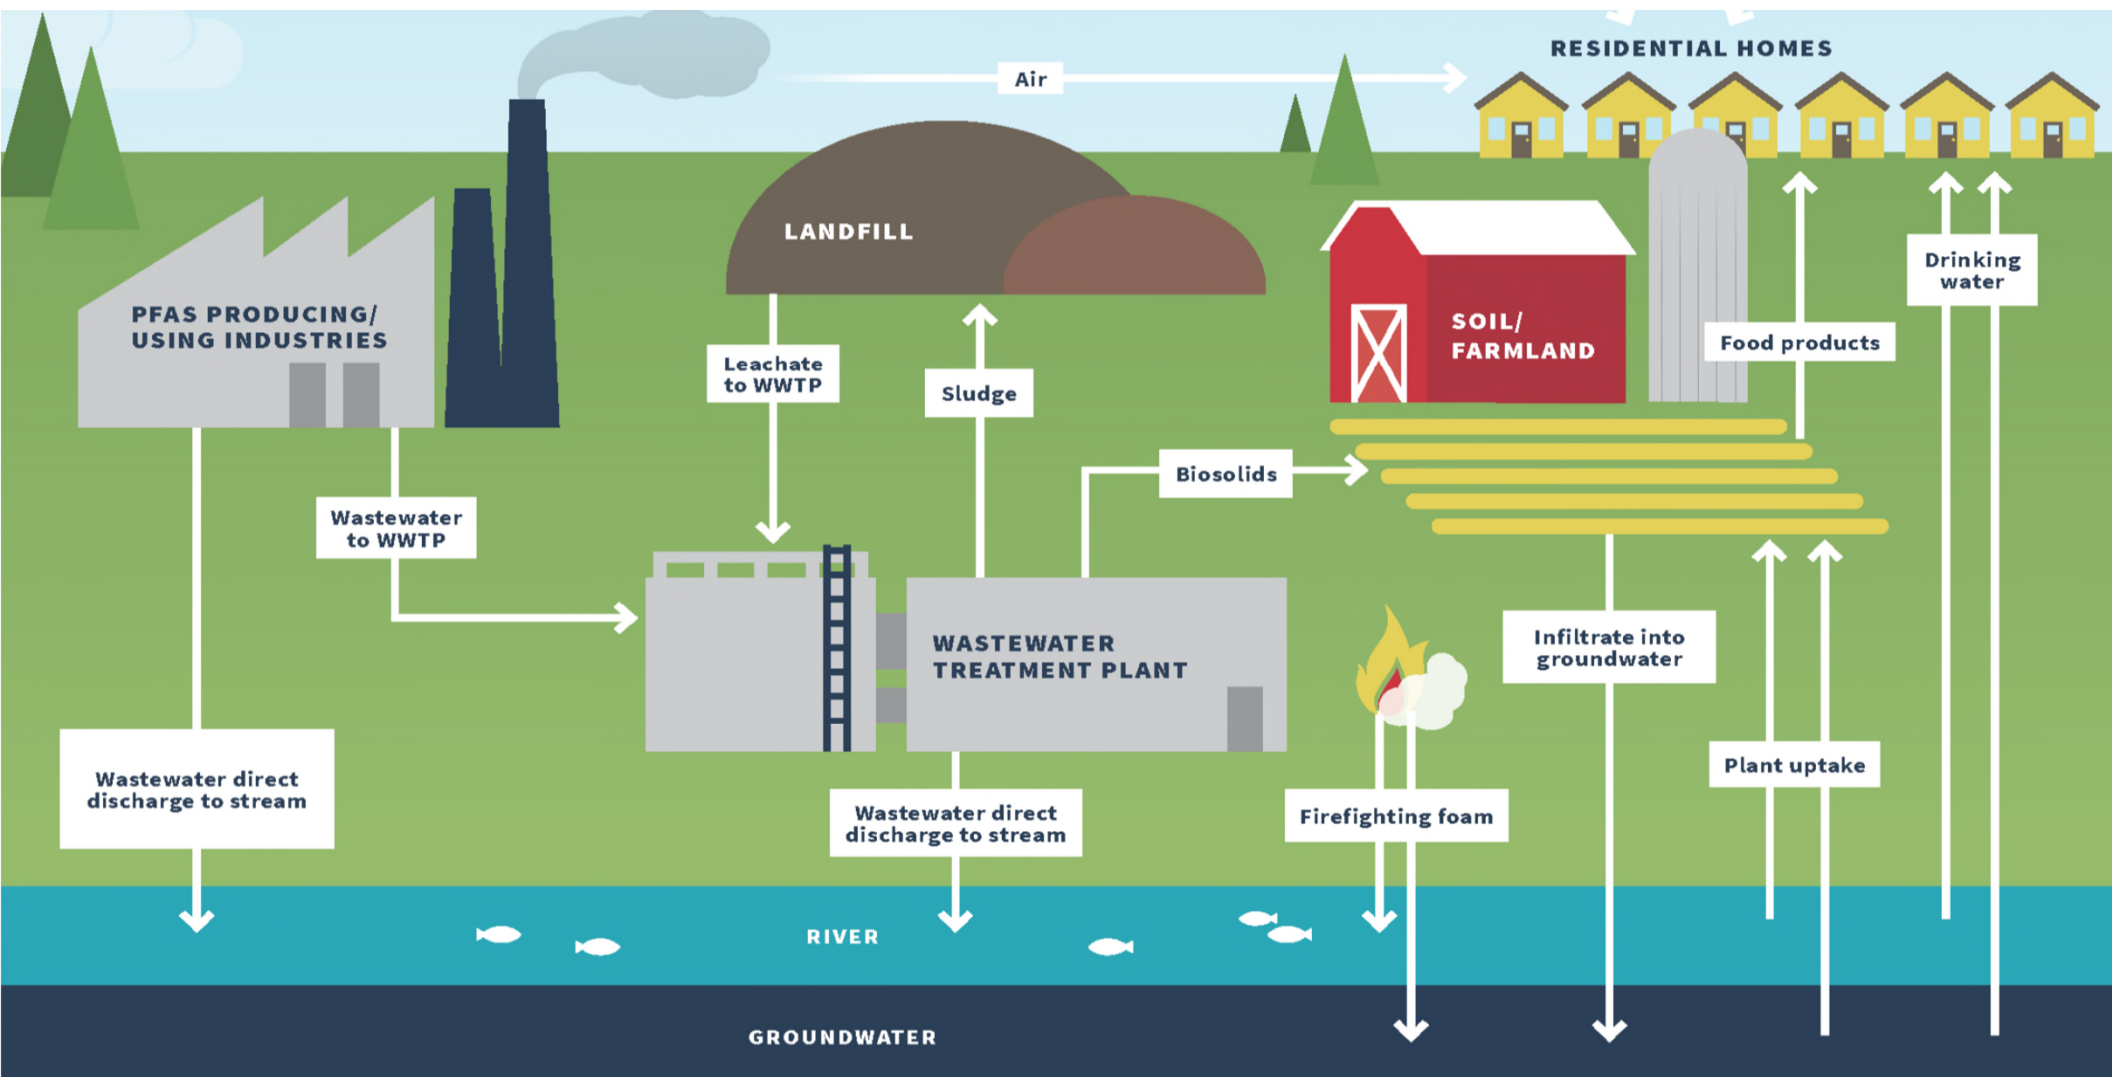 RESIDENTIAL HOMES
Air
LANDFILL
PFAS PRODUCING/
USING INDUSTRIES
Drinking
water
SOIL/
FARMLAND
Food products
Leachate
to WWTP
Sludge
Biosolids
Wastewater
to WWTP
WASTEWATER
TREATMENT PLANT
Infiltrate into
groundwater
Plant uptake
Wastewater direct
discharge to stream
Wastewater direct
discharge to stream
Firefighting foam
RIVER
GROUNDWATER